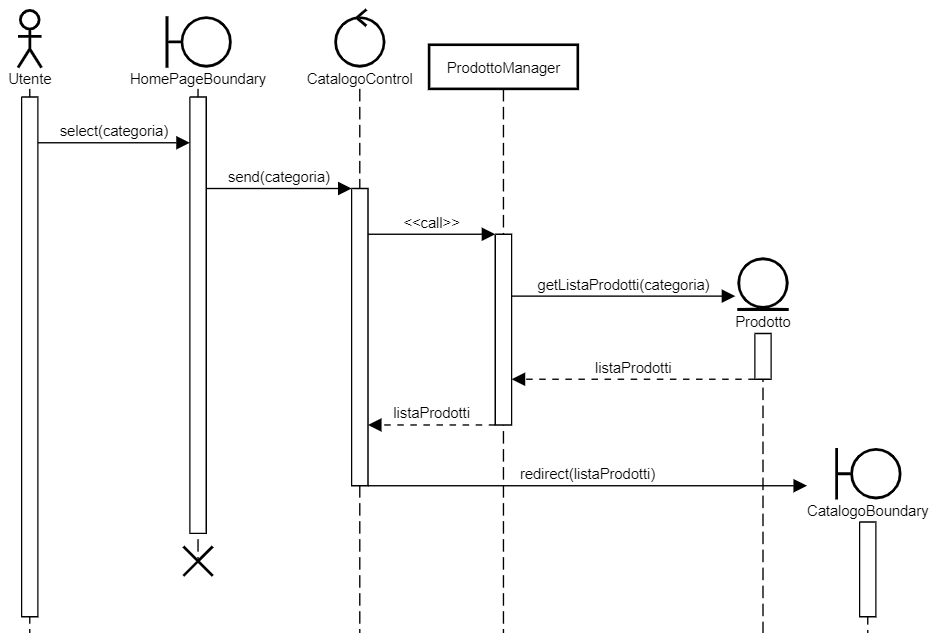 Utente
HomePageBoundary
CatalogoControl
ProdottoManager
select(categoria)
send(categoria)
<<call>>
getListaProdotti(categoria)
Prodotto
listaProdotti
listaProdotti
redirect(listaProdotti)
CatalogoBoundary